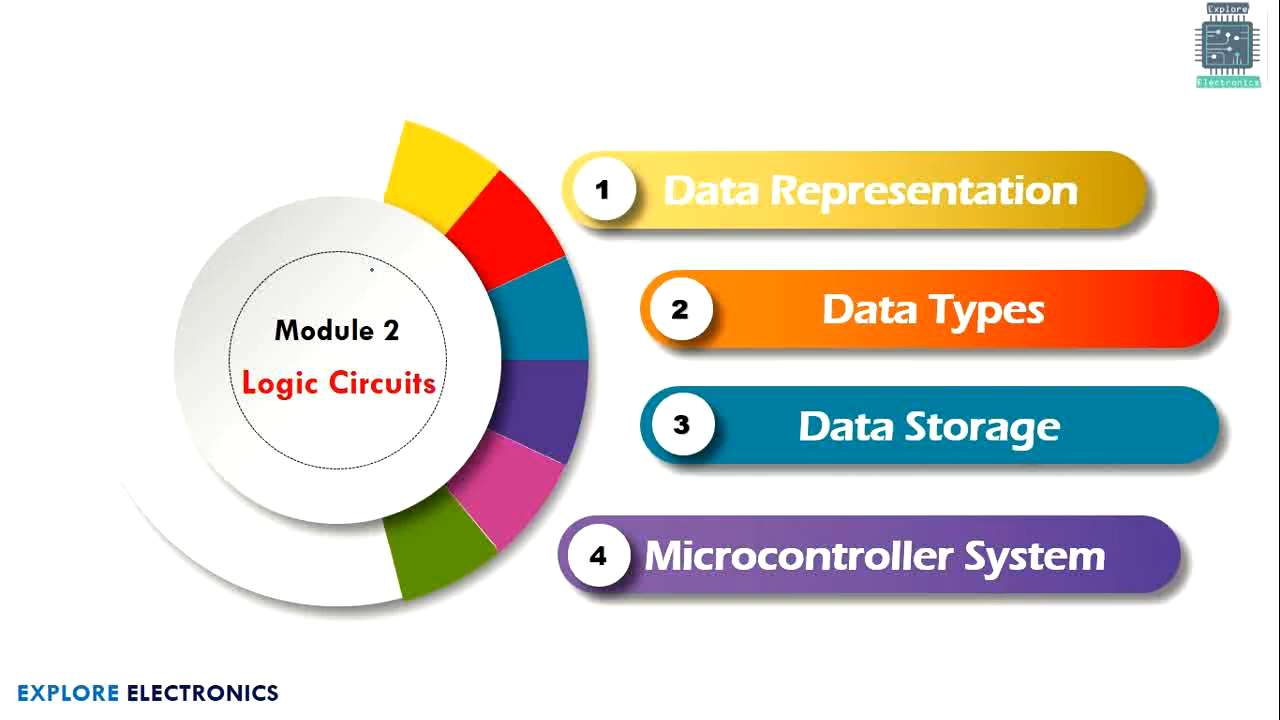 Explore
Electronics
Module 2
Logic Circuits
1 Data Representation
2 Data Types
3 Data Storage
4 Microcontroller System
EXPLORE ELECTRONICS